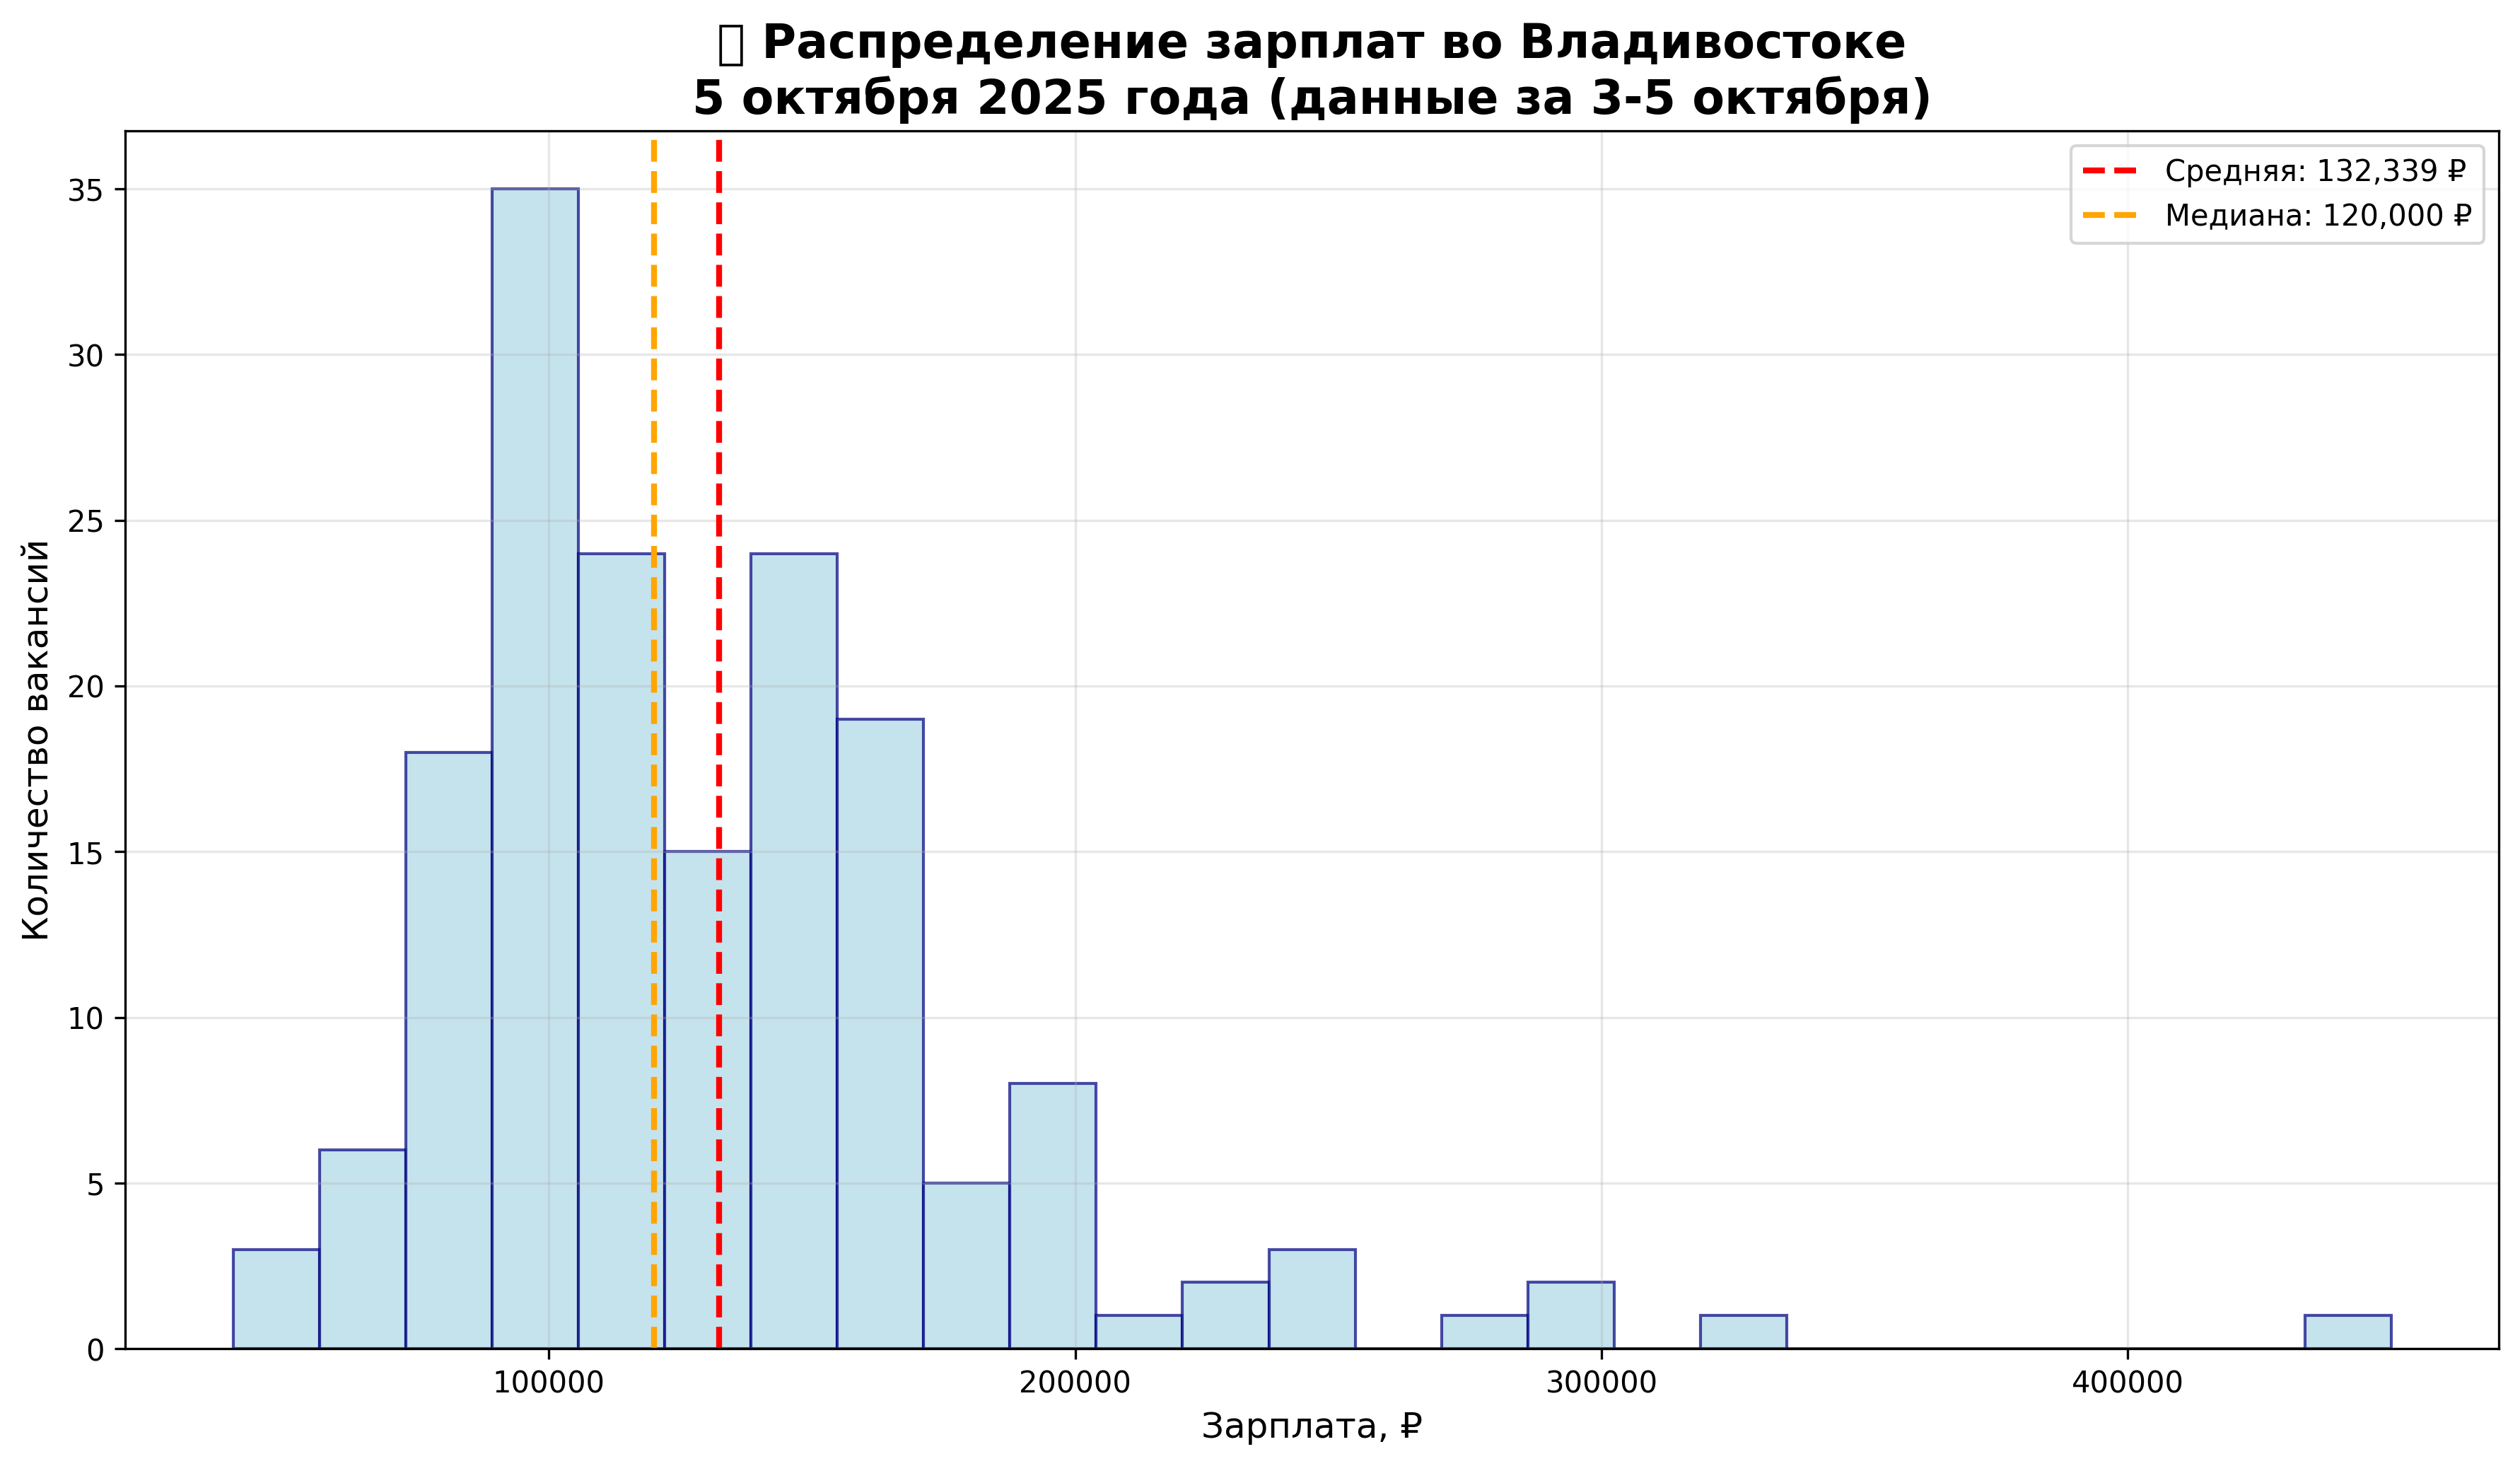 ▯ Распределение зарплат во Владивостоке
5 октября 2025 года (данные за 3-5 октября)
Средняя: 132,339 ₽
Медиана: 120,000 ₽
Количество вакансий
35
30
25
20
15
10
5
0
100000
200000
300000
400000
Зарплата, ₽